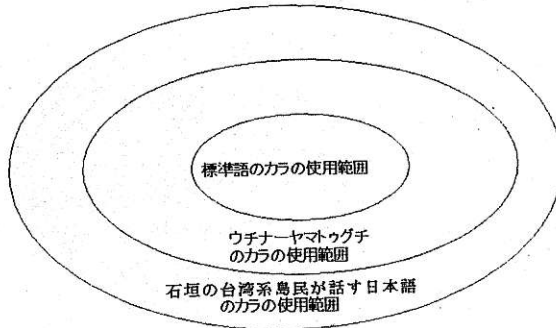 標準語のカラの使用範囲
ウチナーヤマトゥグチ
のカラの使用範囲
石垣の台湾系島民が話す日本語
のカラの使用範囲